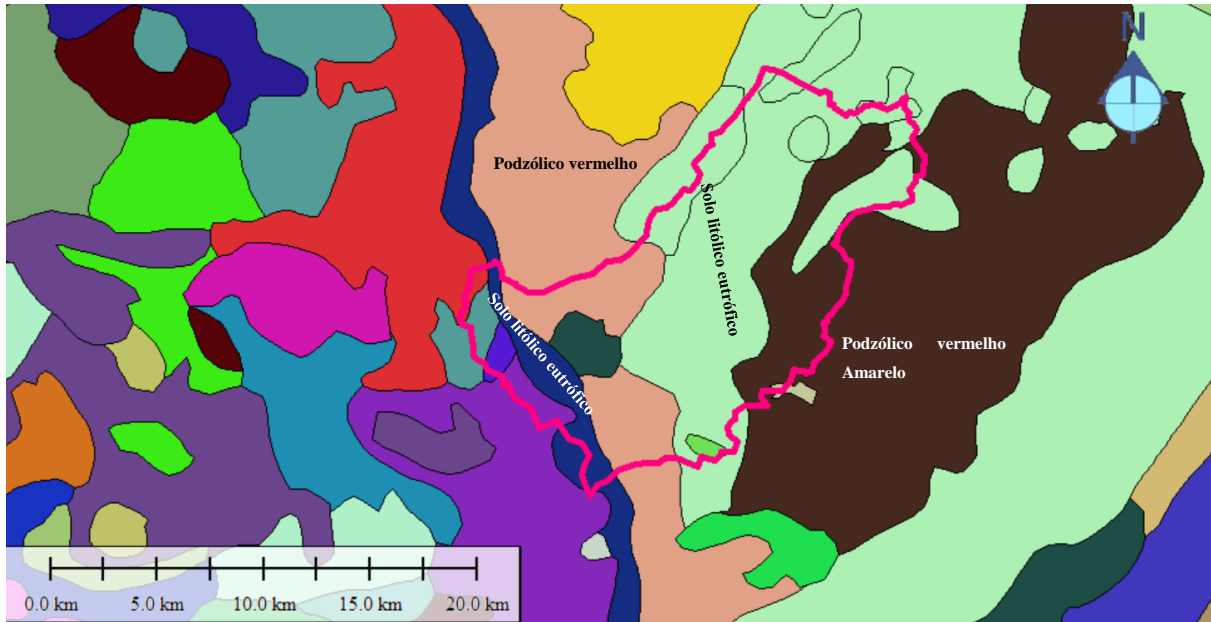 N
Podzólico vermelho
Solo litólico eutrófico
Solo litólico eutrófico
Podzólico vermelho
Amarelo
0.0 km 5.0 km 10.0 km 15.0 km 20.0 km